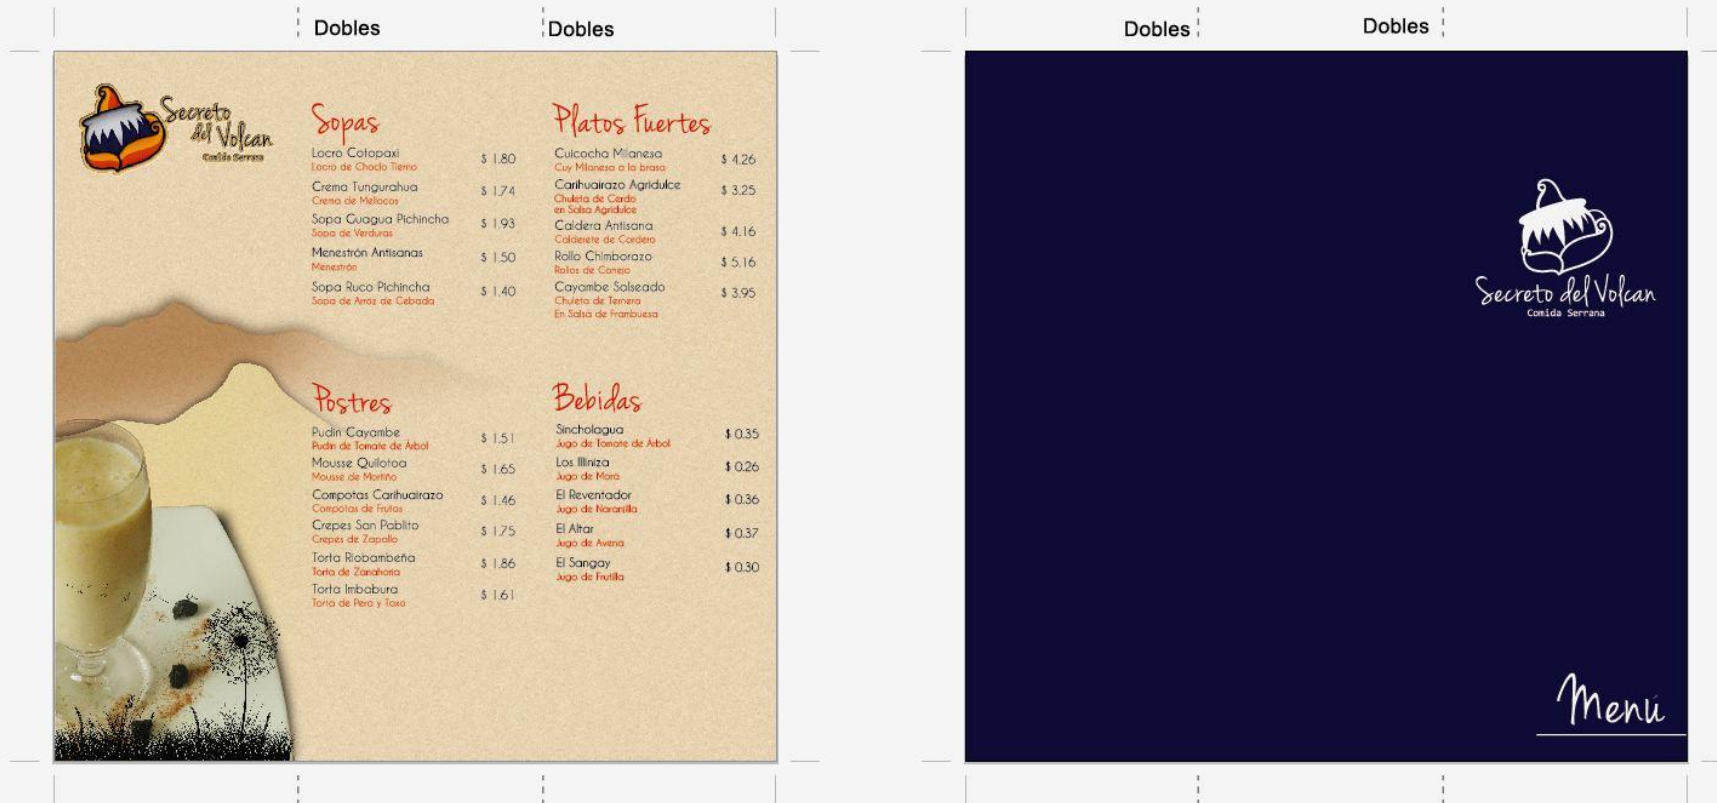 Dobles
Dobles
Secreto
del Volcan
Comida Serrana
Sopas
Locro Cotopaxi $ 1.80
Locro de Choclo Tierno
Crema Tungurahua $ 1.74
Crema de Mellocos
Sopa Guagua Pichincha $ 1.93
Sopa de Verduras
Menestrón Antisanas $ 1.50
Menestrón
Sopa Ruco Pichincha $ 1.40
Sopa de Arroz de Cebada
Platos Fuertes
Cuicocha Milanesa $ 4.26
Cuy Milanesa a la brasa
Carihuairazo Agridulce $ 3.25
Chuleta de Cerdo
en Salsa Agridulce
Caldera Antisana $ 4.16
Calderete de Cordero
Rollo Chimborazo $ 5.16
Rollos de Conejo
Cayambe Salseado $ 3.95
Chuleta de Ternera
En Salsa de Frambuesa
Postres
Pudin Cayambe $ 1.51
Pudin de Tomate de Árbol
Mousse Quilotoa $ 1.65
Mousse de Mortiño
Compotas Carihuairazo $ 1.46
Compotas de Frutas
Crepes San Pablito $ 1.75
Crepes de Zapallo
Torta Riobambeña $ 1.86
Torta de Zanahoria
Torta Imbabura $ 1.61
Torta de Pera y Taxo
Bebidas
Sincholagua $ 0.35
Jugo de Tomate de Árbol
Los Illiniza $ 0.26
Jugo de Mora
El Reventador $ 0.36
Jugo de Naranjilla
El Altar $ 0.37
Jugo de Avena
El Sangay $ 0.30
Jugo de Frutilla
Dobles
Dobles
Secreto del Volcan
Comida Serrana
Menú